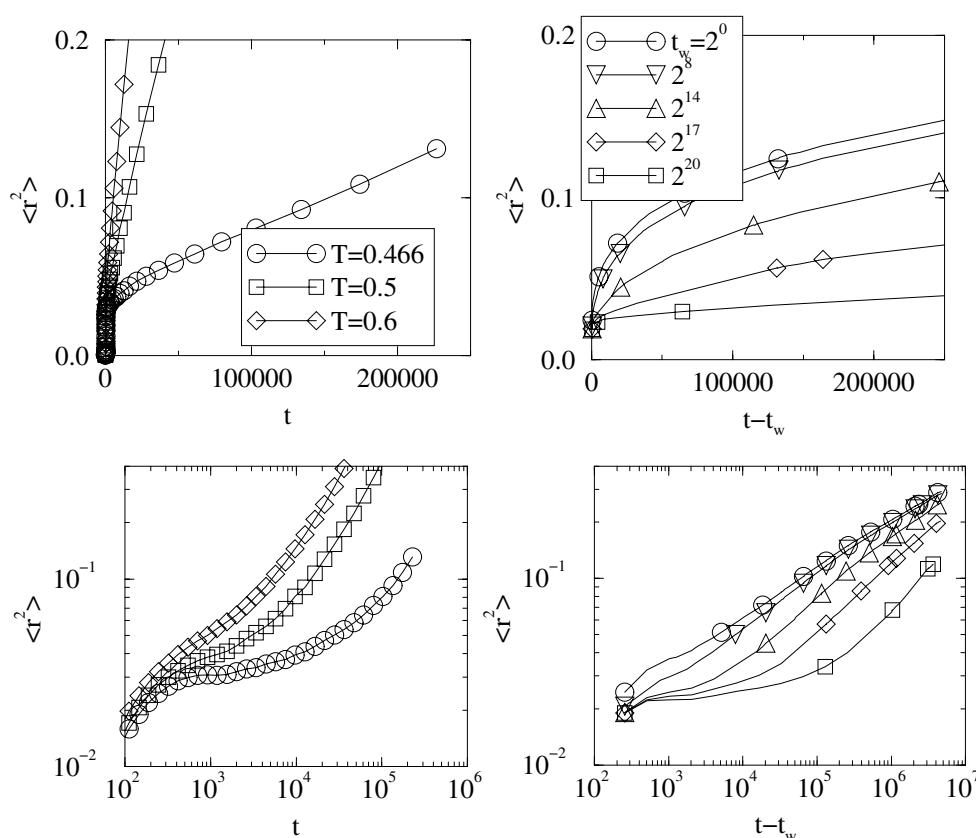 0.2
0.1
0.0
<r²>
0 100000 200000
t
T=0.466
T=0.5
T=0.6
0.2
0.1
0.0
<r²>
0 100000 200000
t−t_w
t_w=2⁰
2⁸
2¹⁴
2¹⁷
2²⁰
10⁻¹
10⁻²
<r²>
10² 10³ 10⁴ 10⁵ 10⁶
t
10⁻¹
10⁻²
<r²>
10² 10³ 10⁴ 10⁵ 10⁶ 10⁷
t−t_w